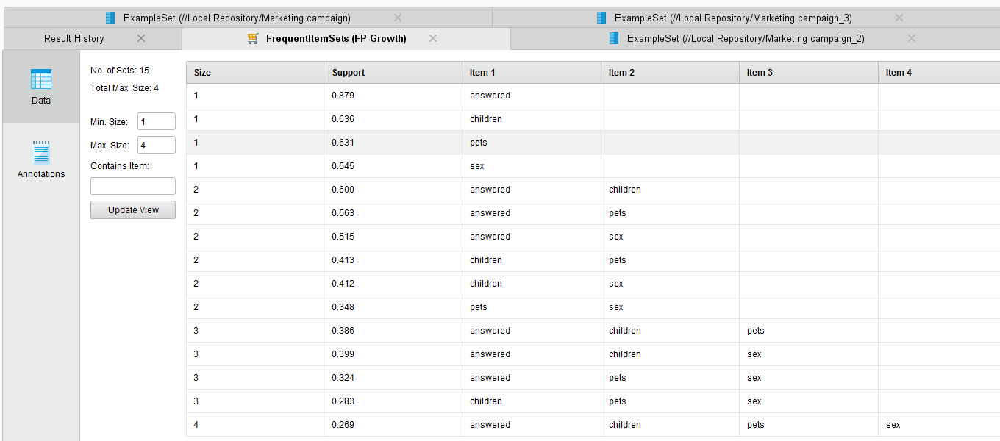 ExampleSet (//Local Repository/Marketing campaign) ExampleSet (//Local Repository/Marketing campaign_3)
Result History FrequentItemSets (FP-Growth) ExampleSet (//Local Repository/Marketing campaign_2)
Data
Annotations
No. of Sets: 15
Total Max. Size: 4
Min. Size: 1
Max. Size: 4
Contains Item:
Update View
Size Support Item 1 Item 2 Item 3 Item 4
1 0.879 answered
1 0.636 children
1 0.631 pets
1 0.545 sex
2 0.600 answered children
2 0.563 answered pets
2 0.515 answered sex
2 0.413 children pets
2 0.412 children sex
2 0.348 pets sex
3 0.386 answered children pets
3 0.399 answered children sex
3 0.324 answered pets sex
3 0.283 children pets sex
4 0.269 answered children pets sex